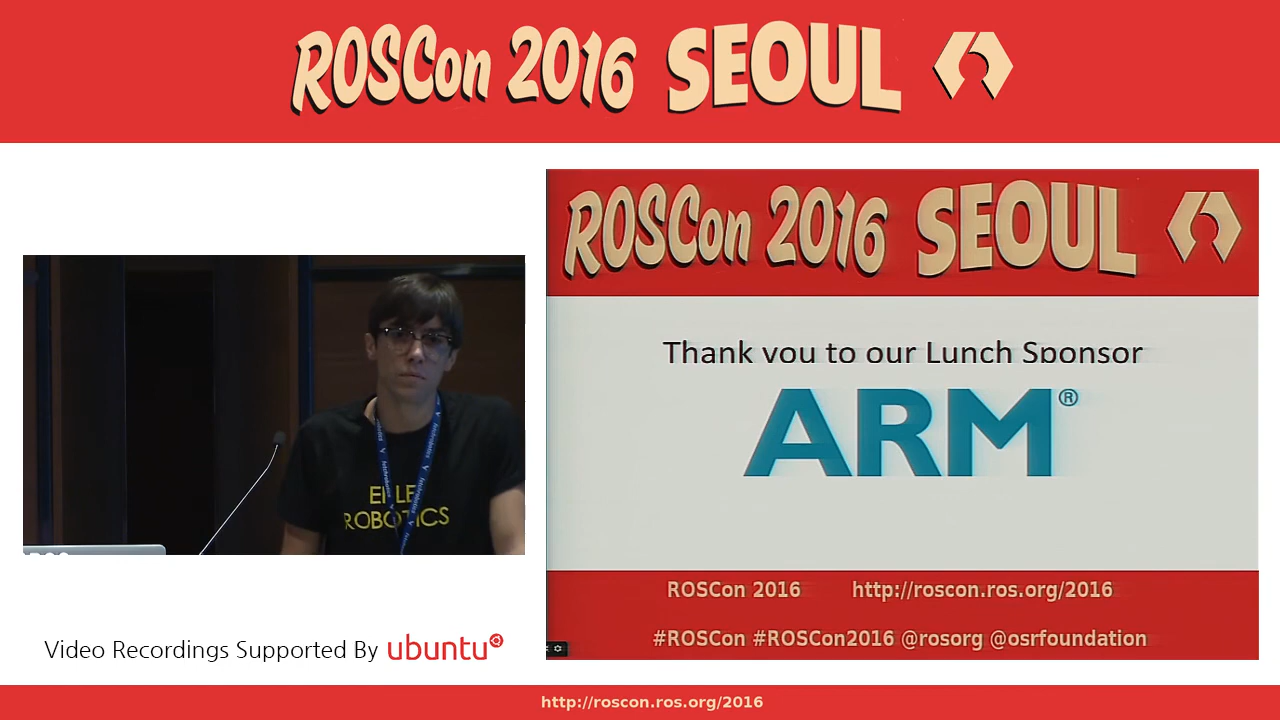 ROSCon 2016 SEOUL
ROSCon 2016 SEOUL
Thank you to our Lunch Sponsor
ARM®
ROBOTICS
ROSCon 2016 http://roscon.ros.org/2016
#ROSCon #ROSCon2016 @rosorg @osrfoundation
Video Recordings Supported By ubuntu
http://roscon.ros.org/2016